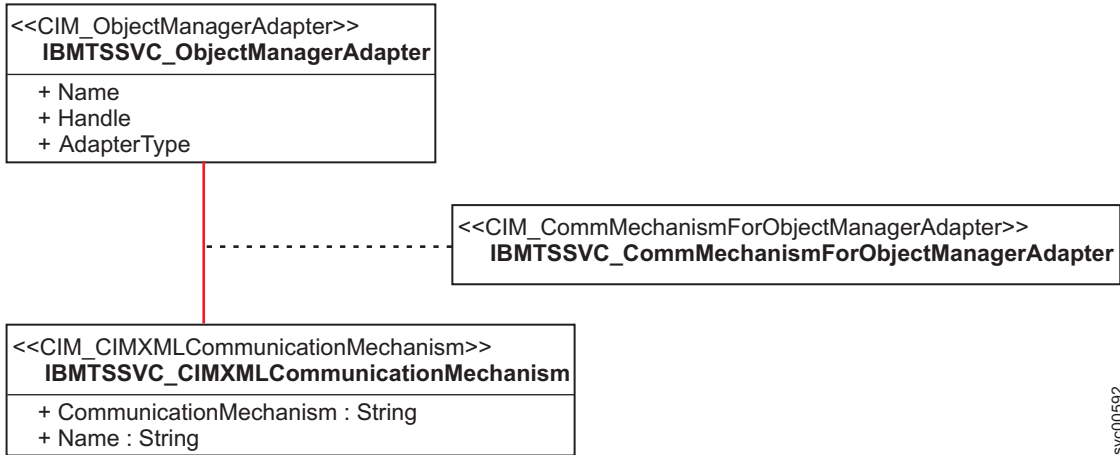 <<CIM_ObjectManagerAdapter>>
IBMTSSVC_ObjectManagerAdapter
+ Name
+ Handle
+ AdapterType
<<CIM_CommMechanismForObjectManagerAdapter>>
IBMTSSVC_CommMechanismForObjectManagerAdapter
<<CIM_CIMXMLCommunicationMechanism>>
IBMTSSVC_CIMXMLCommunicationMechanism
+ CommunicationMechanism : String
+ Name : String
svc00592